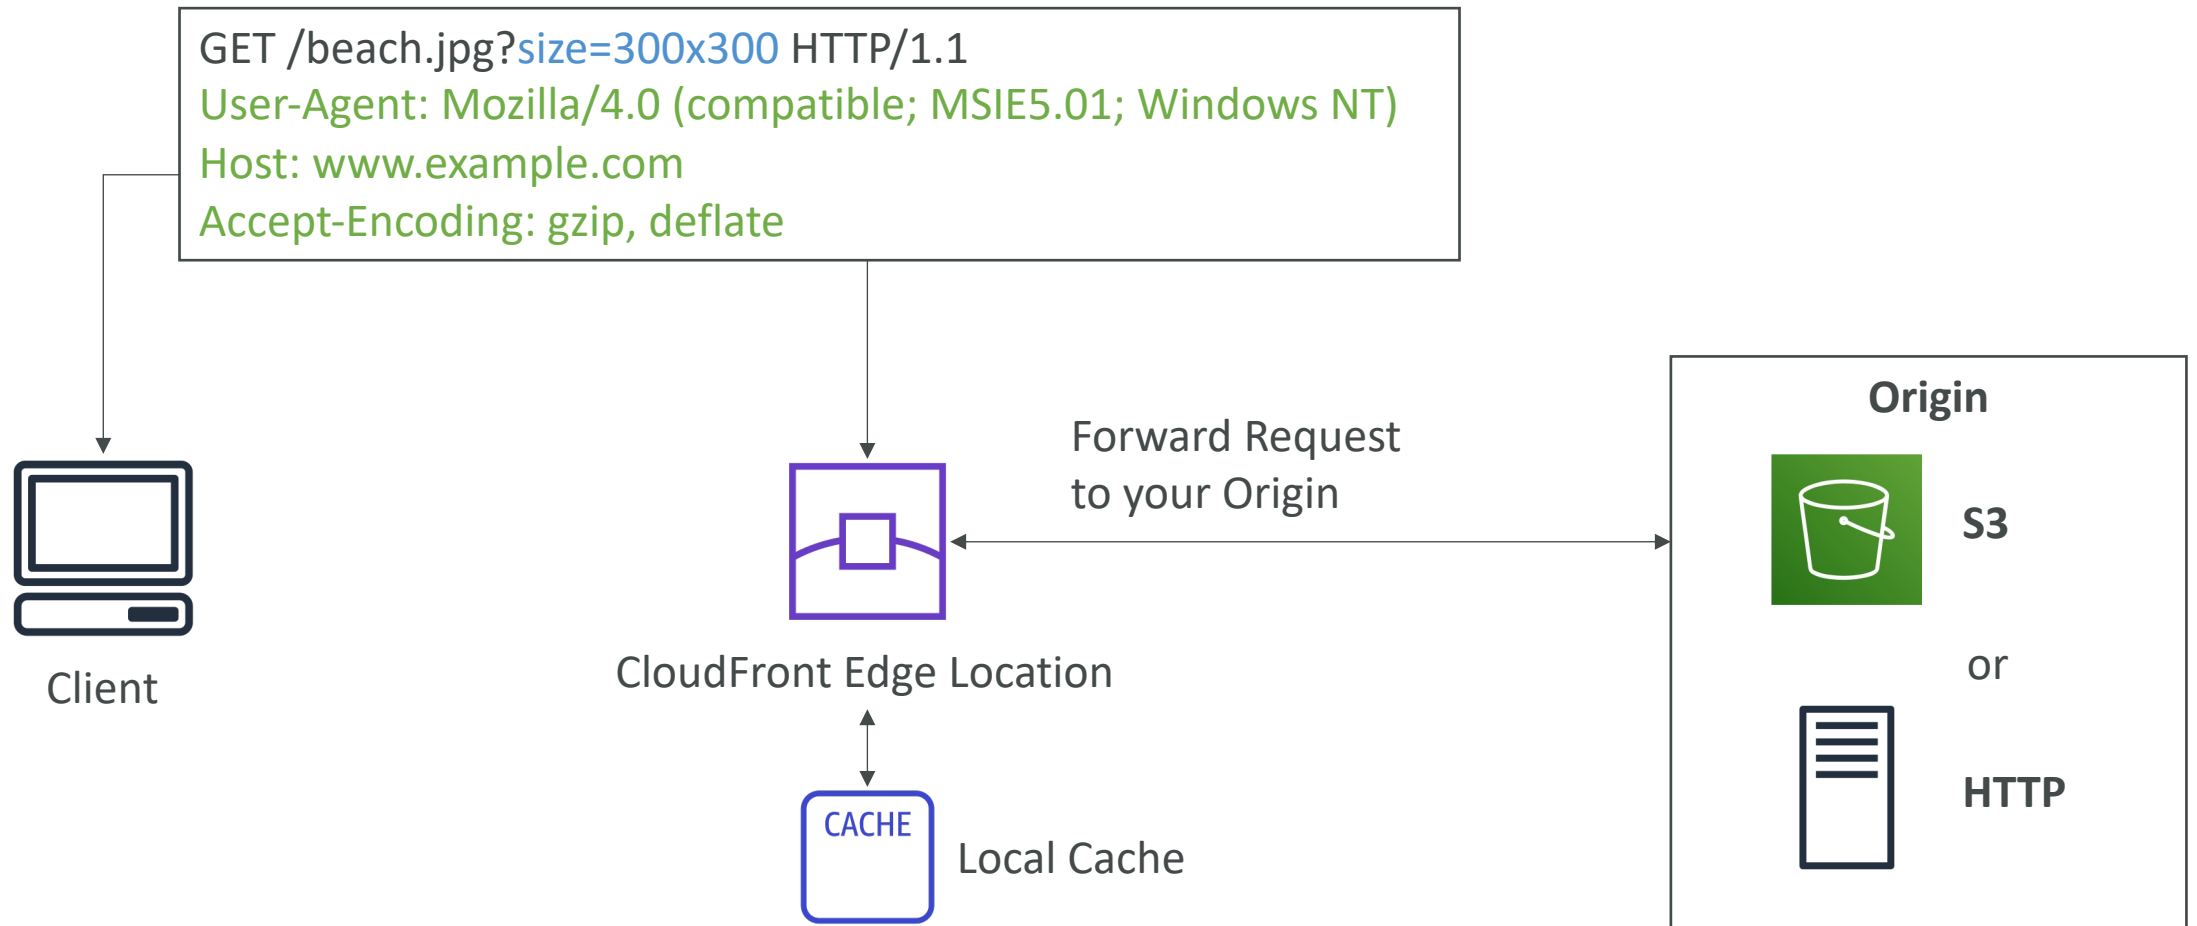 GET /beach.jpg?size=300x300 HTTP/1.1
User-Agent: Mozilla/4.0 (compatible; MSIE5.01; Windows NT)
Host: www.example.com
Accept-Encoding: gzip, deflate
Client
CloudFront Edge Location
Forward Request
to your Origin
CACHE
Local Cache
Origin
S3
or
HTTP